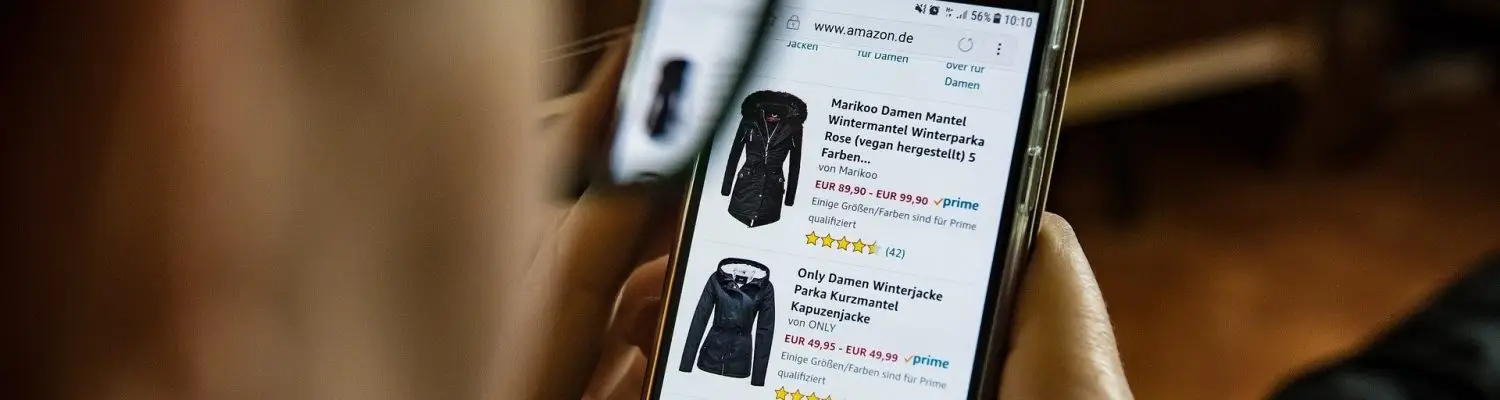 56% 10:10
www.amazon.de
Jacken für Damen over für
Damen
Marikoo Damen Mantel
Wintermantel Winterparka
Rose (vegan hergestellt) 5
Farben...
von Marikoo
EUR 89,90 - EUR 99,90 prime
Einige Größen/Farben sind für Prime
qualifiziert
(42)
Only Damen Winterjacke
Parka Kurzmantel
Kapuzenjacke
von ONLY
EUR 49,95 - EUR 49,99 prime
Einige Größen/Farben sind für Prime
qualifiziert